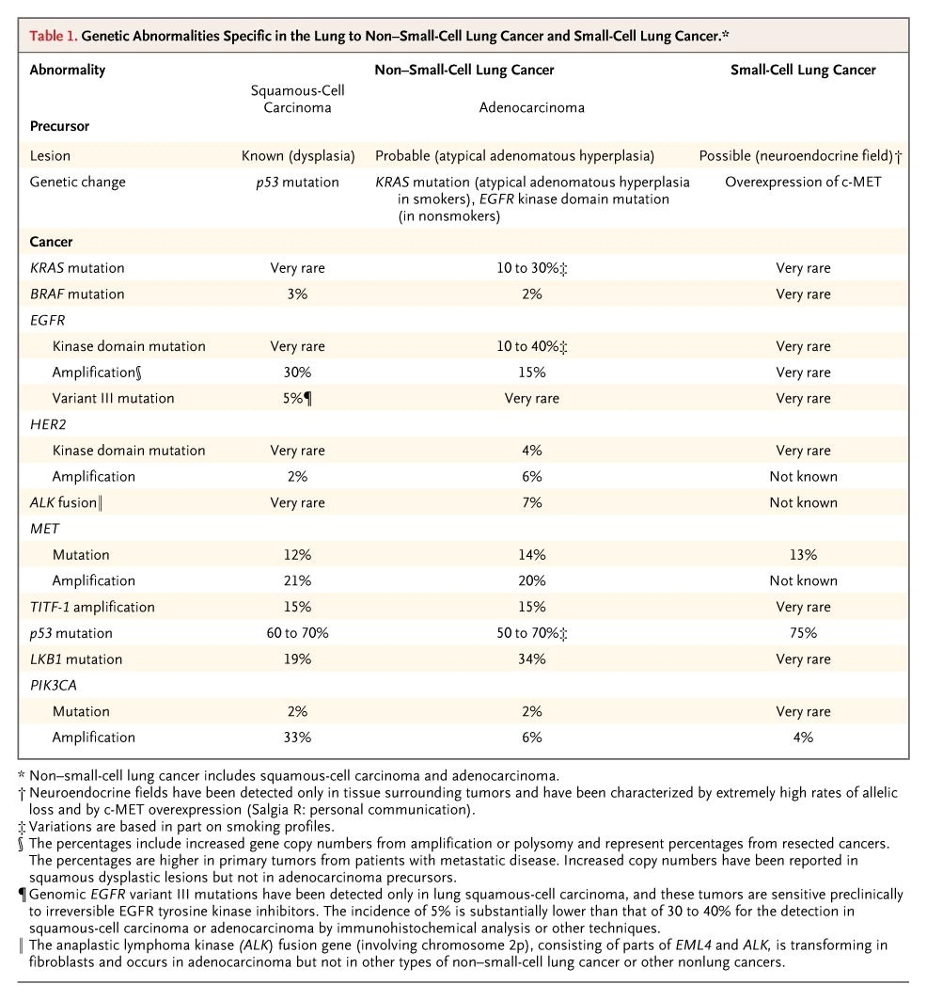 Table 1. Genetic Abnormalities Specific in the Lung to Non–Small-Cell Lung Cancer and Small-Cell Lung Cancer.*
Abnormality Non–Small-Cell Lung Cancer Small-Cell Lung Cancer
Squamous-Cell Carcinoma Adenocarcinoma
Precursor
Lesion Known (dysplasia) Probable (atypical adenomatous hyperplasia) Possible (neuroendocrine field)†
Genetic change p53 mutation KRAS mutation (atypical adenomatous hyperplasia in smokers), EGFR kinase domain mutation (in nonsmokers) Overexpression of c-MET
Cancer
KRAS mutation Very rare 10 to 30%‡ Very rare
BRAF mutation 3% 2% Very rare
EGFR
Kinase domain mutation Very rare 10 to 40%‡ Very rare
Amplification§ 30% 15% Very rare
Variant III mutation 5%¶ Very rare Very rare
HER2
Kinase domain mutation Very rare 4% Very rare
Amplification 2% 6% Not known
ALK fusion‖ Very rare 7% Not known
MET
Mutation 12% 14% 13%
Amplification 21% 20% Not known
TITF-1 amplification 15% 15% Very rare
p53 mutation 60 to 70% 50 to 70%‡ 75%
LKB1 mutation 19% 34% Very rare
PIK3CA
Mutation 2% 2% Very rare
Amplification 33% 6% 4%
* Non–small-cell lung cancer includes squamous-cell carcinoma and adenocarcinoma.
† Neuroendocrine fields have been detected only in tissue surrounding tumors and have been characterized by extremely high rates of allelic
loss and by c-MET overexpression (Salgia R: personal communication).
‡ Variations are based in part on smoking profiles.
§ The percentages include increased gene copy numbers from amplification or polysomy and represent percentages from resected cancers.
The percentages are higher in primary tumors from patients with metastatic disease. Increased copy numbers have been reported in
squamous dysplastic lesions but not in adenocarcinoma precursors.
¶ Genomic EGFR variant III mutations have been detected only in lung squamous-cell carcinoma, and these tumors are sensitive preclinically
to irreversible EGFR tyrosine kinase inhibitors. The incidence of 5% is substantially lower than that of 30 to 40% for the detection in
squamous-cell carcinoma or adenocarcinoma by immunohistochemical analysis or other techniques.
‖ The anaplastic lymphoma kinase (ALK) fusion gene (involving chromosome 2p), consisting of parts of EML4 and ALK, is transforming in
fibroblasts and occurs in adenocarcinoma but not in other types of non–small-cell lung cancer or other nonlung cancers.